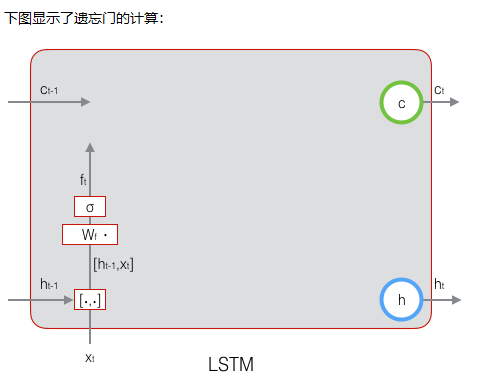 下图显示了遗忘门的计算：
ct-1
ct
c
ft
σ
Wf ·
[ht-1,xt]
ht-1
[·,·]
h
ht
xt
LSTM